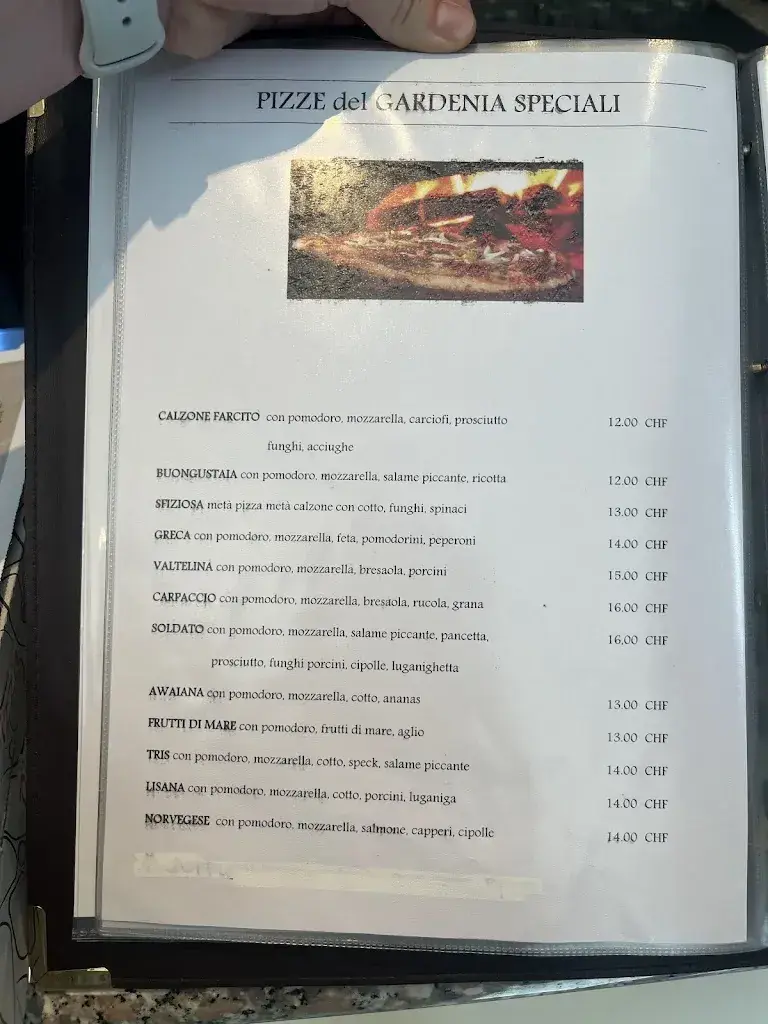 PIZZE del GARDENIA SPECIALI
CALZONE FARCITO con pomodoro, mozzarella, carciofi, prosciutto 12.00 CHF
funghi, acciughe
BUONGUSTAIA con pomodoro, mozzarella, salame piccante, ricotta 12.00 CHF
SFIZIOSA metà pizza metà calzone con cotto, funghi, spinaci 13.00 CHF
GRECA con pomodoro, mozzarella, feta, pomodorini, peperoni 14.00 CHF
VALTELINA con pomodoro, mozzarella, bresaola, porcini 15.00 CHF
CARPACCIO con pomodoro, mozzarella, bresaola, rucola, grana 16.00 CHF
SOLDATO con pomodoro, mozzarella, salame piccante, pancetta, 16,00 CHF
prosciutto, funghi porcini, cipolle, luganighetta
AWAIANA con pomodoro, mozzarella, cotto, ananas 13.00 CHF
FRUTTI DI MARE con pomodoro, frutti di mare, aglio 13.00 CHF
TRIS con pomodoro, mozzarella, cotto, speck, salame piccante 14.00 CHF
LISANA con pomodoro, mozzarella, cotto, porcini, luganiga 14.00 CHF
NORVEGESE con pomodoro, mozzarella, salmone, capperi, cipolle 14.00 CHF